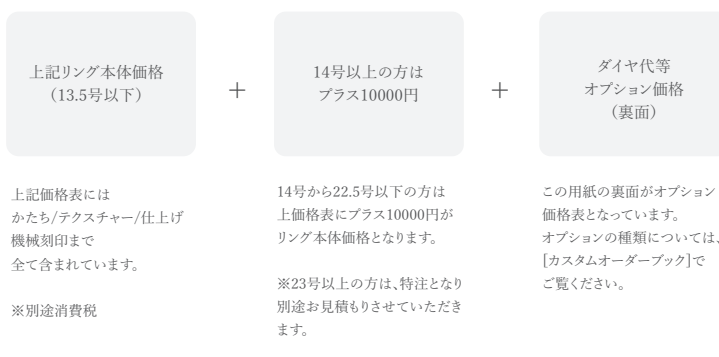 上記リング本体価格
（13.5号以下）
+
14号以上の方は
プラス10000円
+
ダイヤ代等
オプション価格
（裏面）
上記価格表には
かたち/テクスチャー/仕上げ
機械刻印まで
全て含まれています。
※別途消費税
14号から22.5号以下の方は
上価格表にプラス10000円が
リング本体価格となります。
※23号以上の方は、特注となり
別途お見積もりさせていただき
ます。
この用紙の裏面がオプション
価格表となっています。
オプションの種類については、
[カスタムオーダーブック]で
ご覧ください。